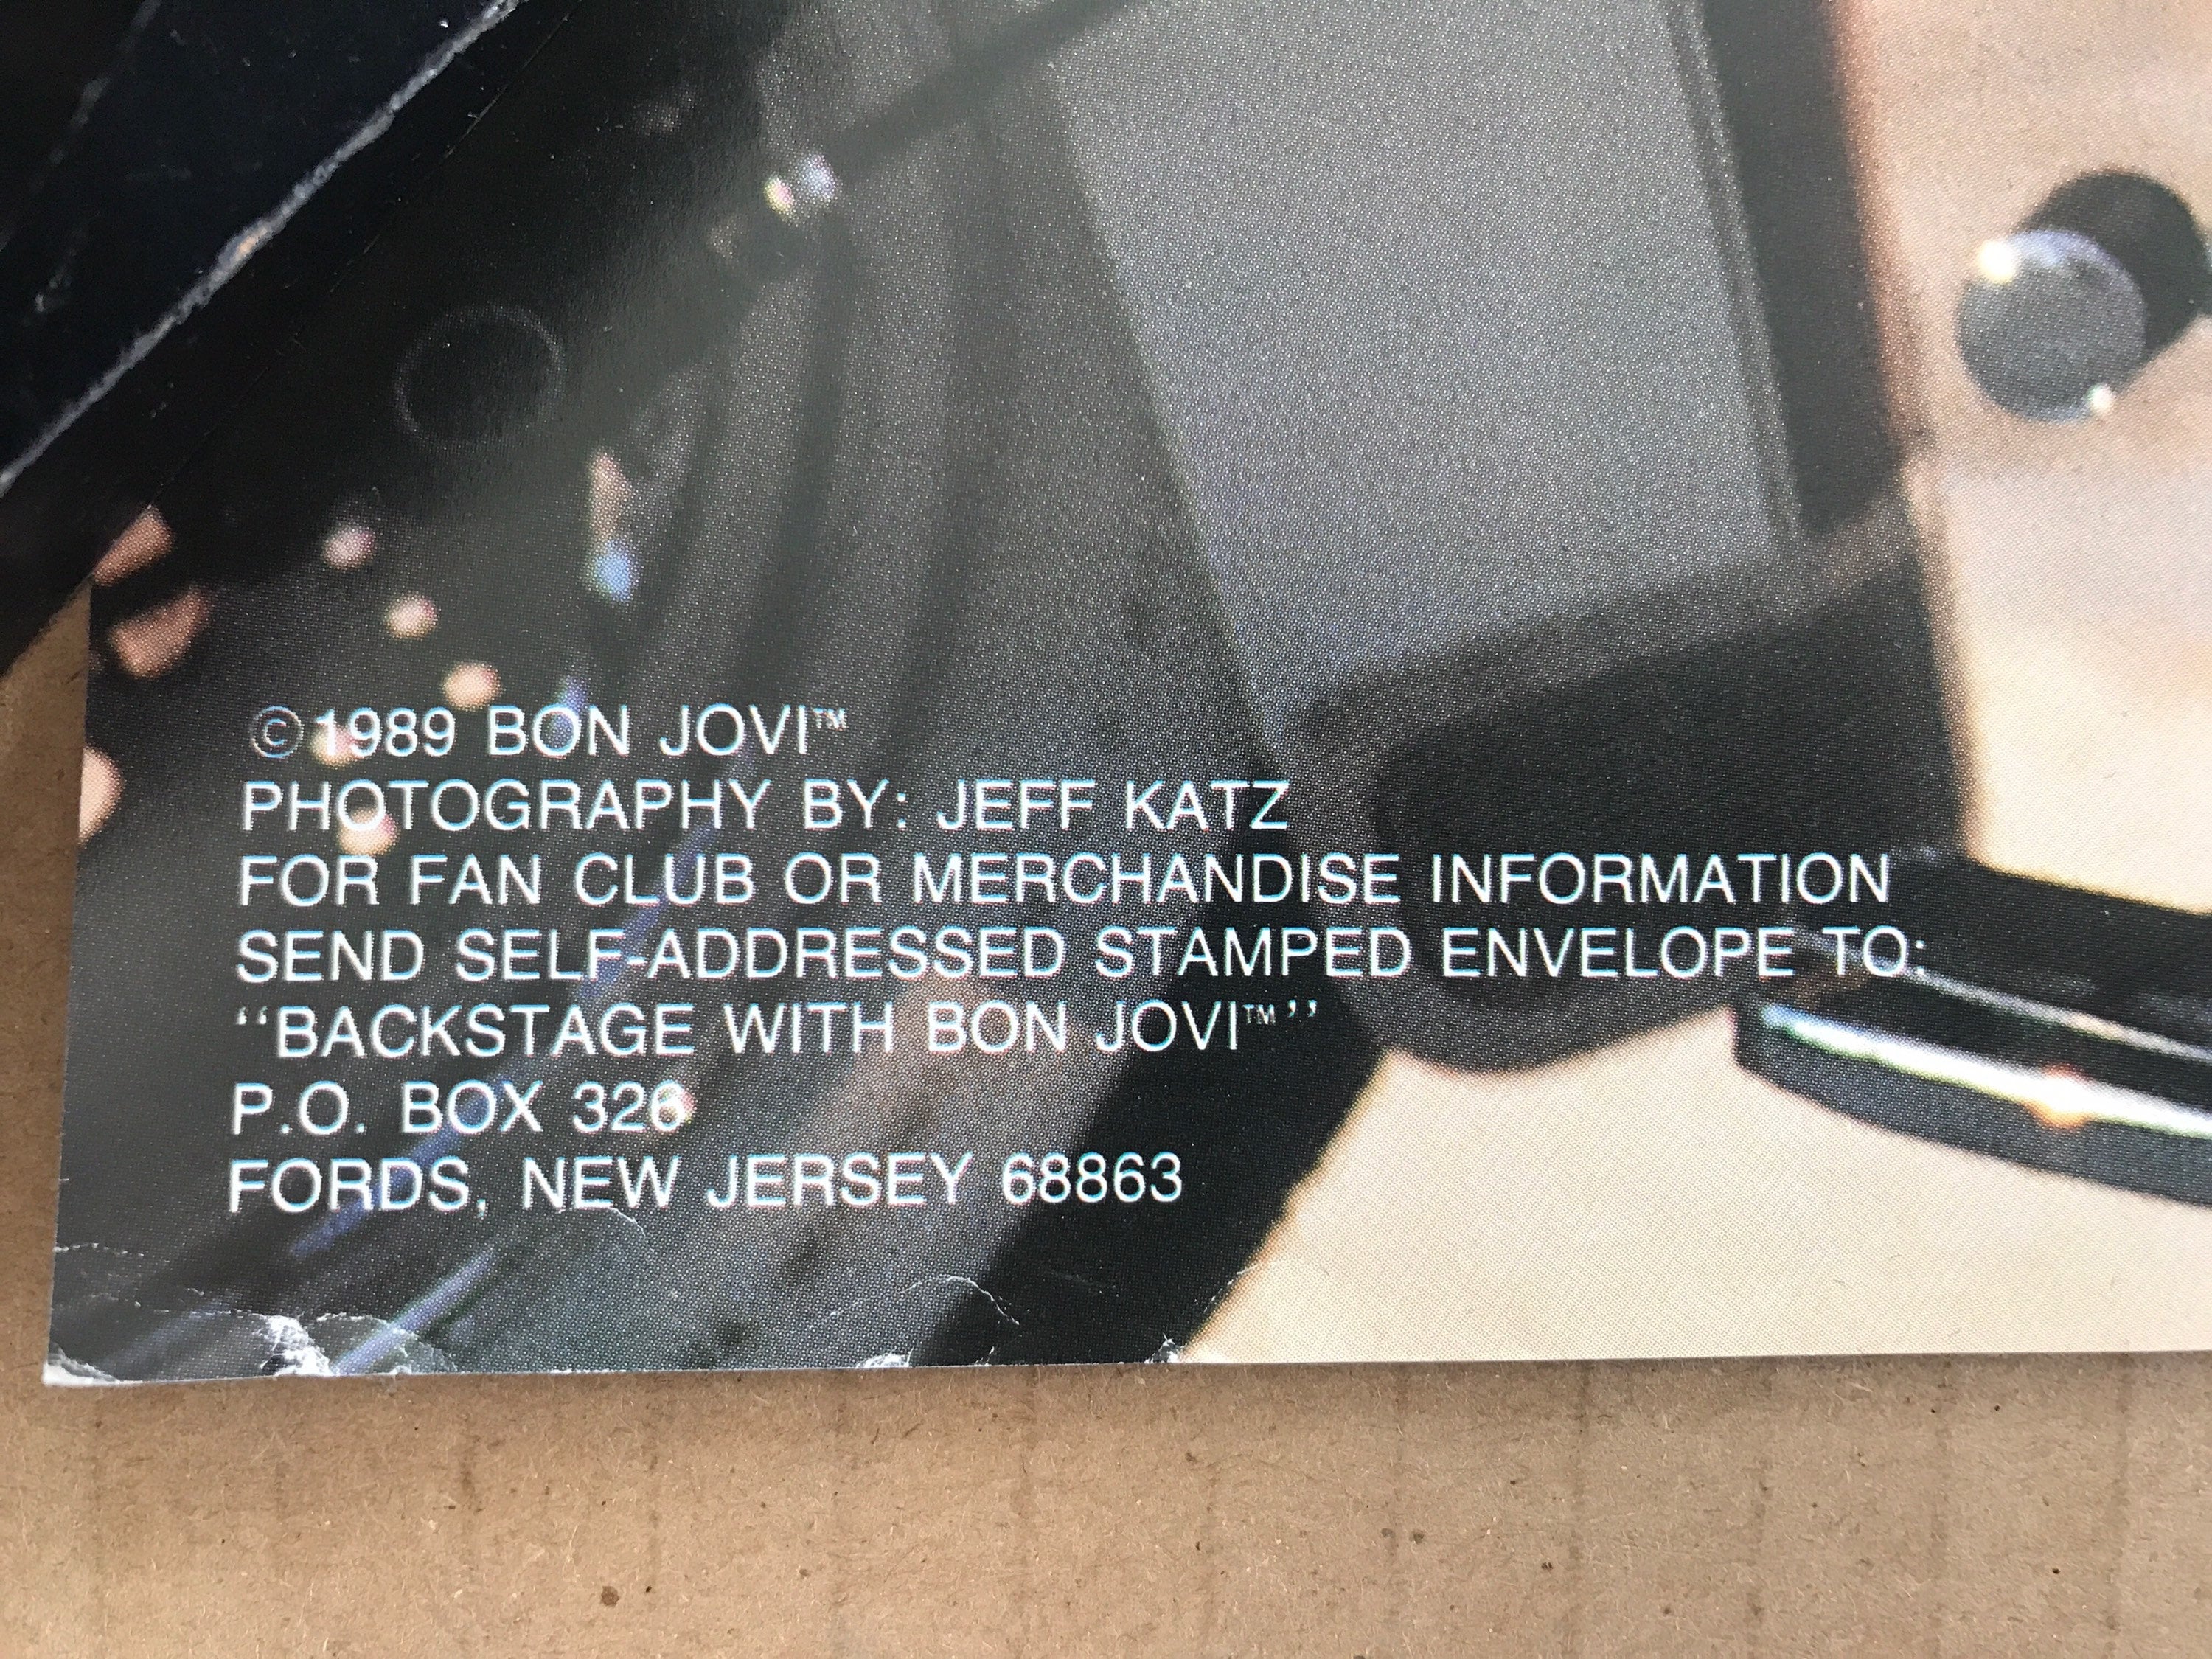 ©1989 BON JOVI™
PHOTOGRAPHY BY: JEFF KATZ
FOR FAN CLUB OR MERCHANDISE INFORMATION
SEND SELF-ADDRESSED STAMPED ENVELOPE TO:
“BACKSTAGE WITH BON JOVI™”
P.O. BOX 326
FORDS, NEW JERSEY 68863